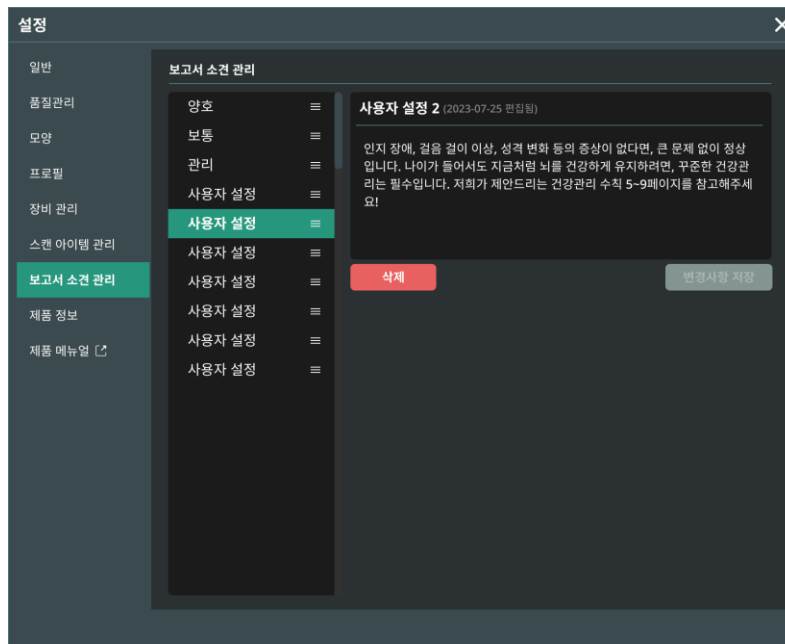 설정
일반
품질관리
모양
프로필
장비 관리
스캔 아이템 관리
보고서 소견 관리
제품 정보
제품 메뉴얼
보고서 소견 관리
양호
보통
관리
사용자 설정
사용자 설정
사용자 설정
사용자 설정
사용자 설정
사용자 설정
사용자 설정
사용자 설정 2 (2023-07-25 편집됨)
인지 장애, 걸음 걸이 이상, 성격 변화 등의 증상이 없다면, 큰 문제 없이 정상
입니다. 나이가 들어서도 지금처럼 뇌를 건강하게 유지하려면, 꾸준한 건강관
리는 필수입니다. 저희가 제안드리는 건강관리 수칙 5~9페이지를 참고해주세
요!
삭제
변경사항 저장